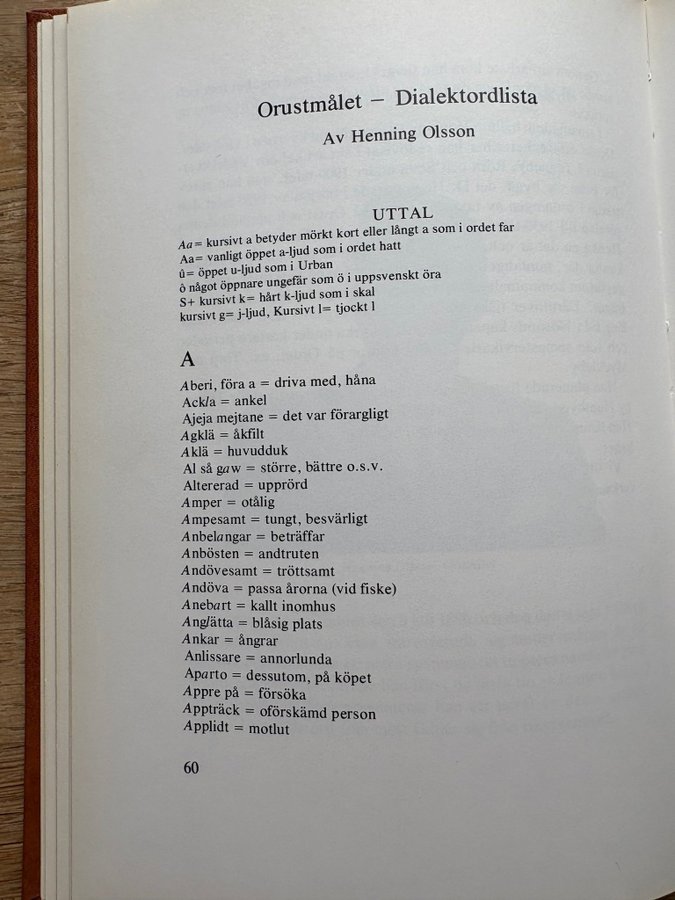 Orustmålet – Dialektordlista
Av Henning Olsson
UTTAL
Aa= kursivt a betyder mörkt kort eller långt a som i ordet far
Aa= vanligt öppet a-ljud som i ordet hatt
û= öppet u-ljud som i Urban
ô något öppnare ungefär som ö i uppsvenskt öra
S+ kursivt k= hårt k-ljud som i skal
kursivt g= j-ljud, Kursivt l= tjockt l
A
Aberi, föra a = driva med, håna
Ackla = ankel
Ajeja mejtane = det var förargligt
Agklä = åkfilt
Aklä = huvudduk
Al så gaw = större, bättre o.s.v.
Altererad = upprörd
Amper = otålig
Ampesamt = tungt, besvärligt
Anbelangar = beträffar
Anbösten = andtruten
Andövesamt = tröttsamt
Andöva = passa årorna (vid fiske)
Anebart = kallt inomhus
Anglätta = blåsig plats
Ankar = ångrar
Anlissare = annorlunda
Aparto = dessutom, på köpet
Appre på = försöka
Appträck = oförskämd person
Applidt = motlut
60